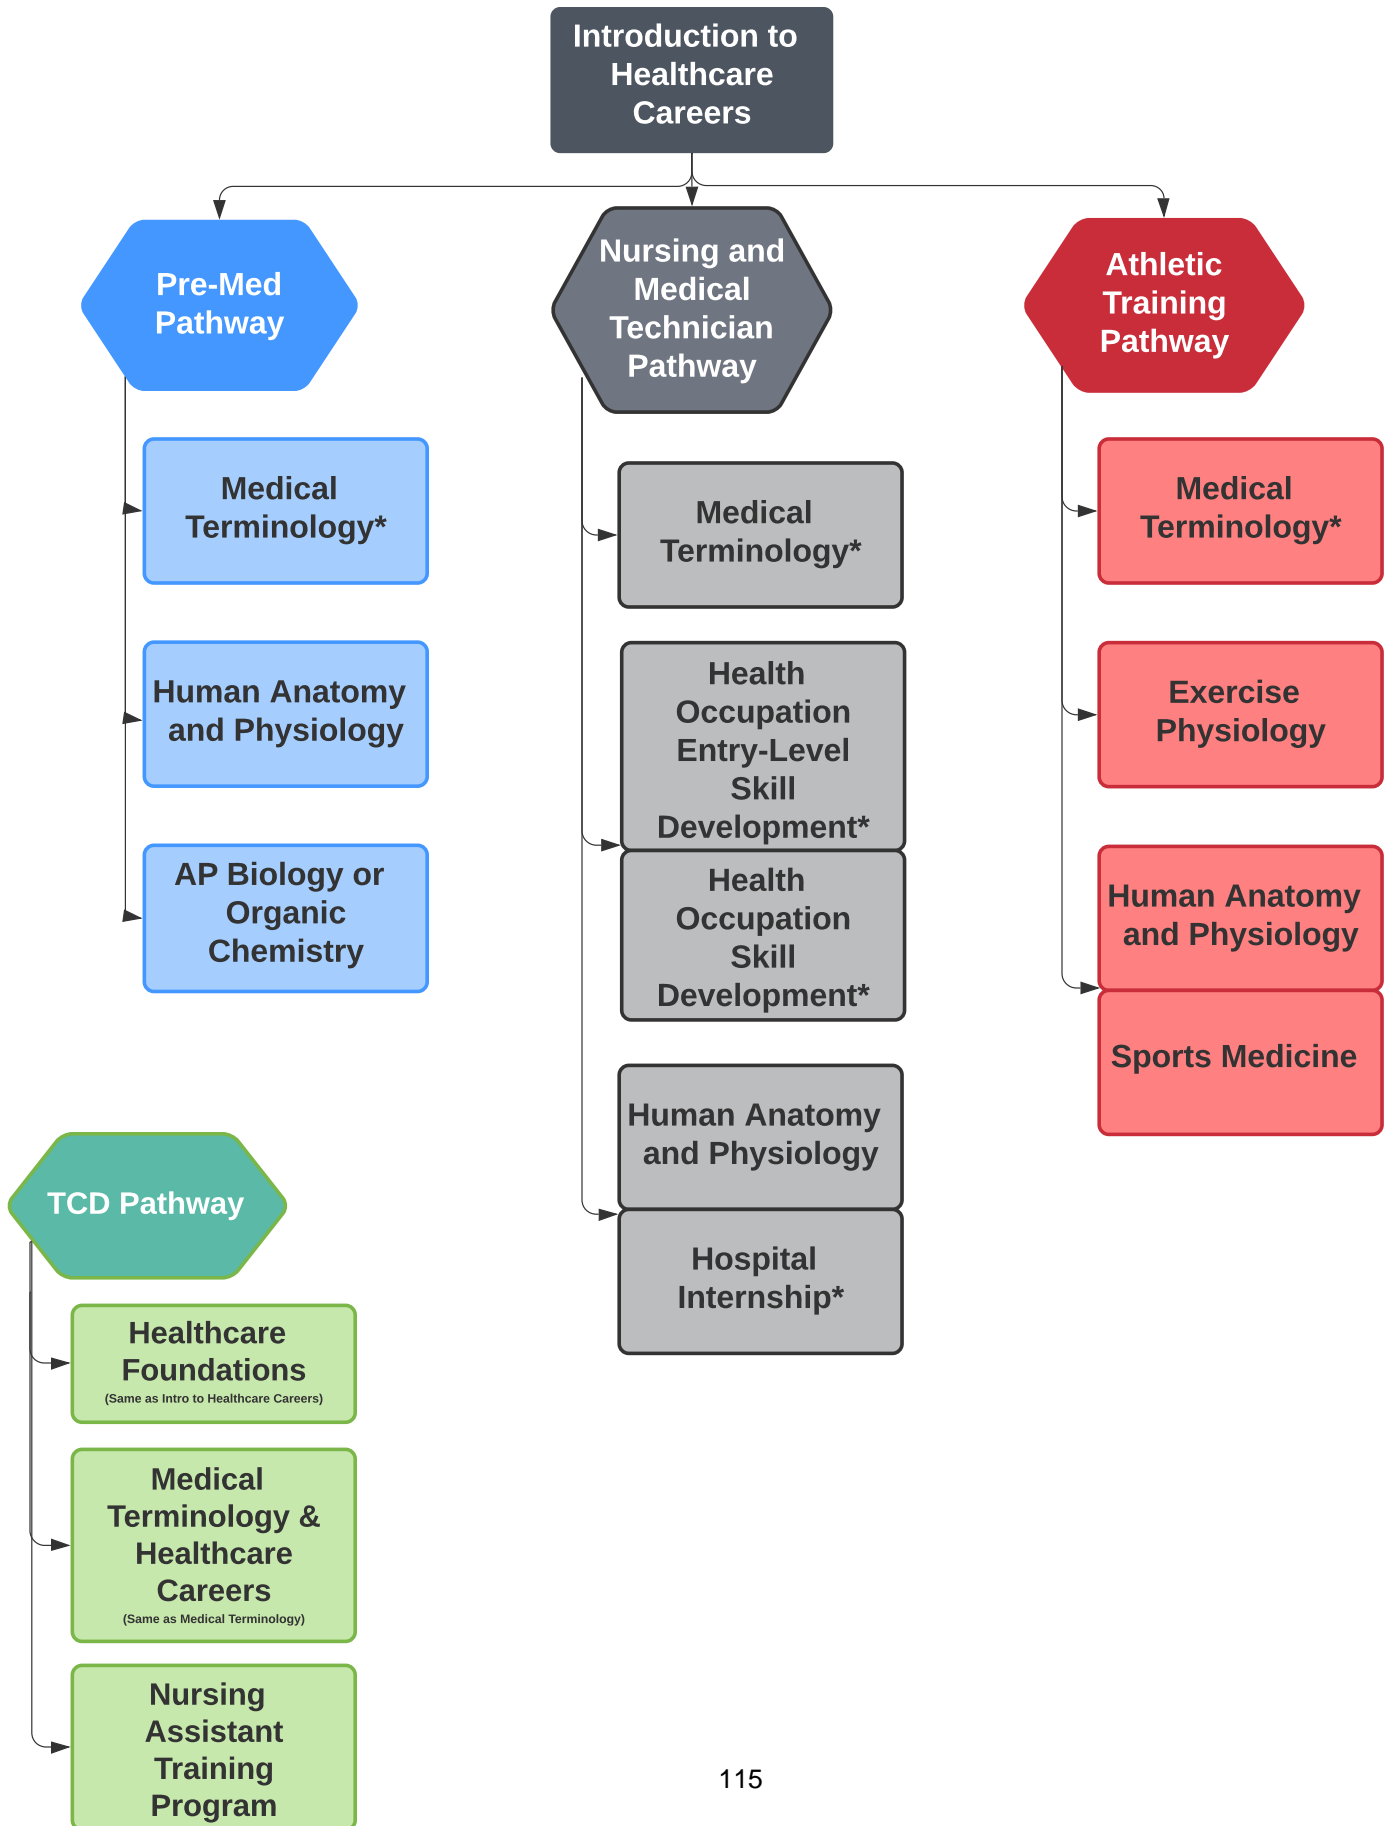 Introduction to
Healthcare
Careers
Pre-Med
Pathway
Medical
Terminology*
Human Anatomy
and Physiology
AP Biology or
Organic
Chemistry
Nursing and
Medical
Technician
Pathway
Medical
Terminology*
Health
Occupation
Entry-Level
Skill
Development*
Health
Occupation
Skill
Development*
Human Anatomy
and Physiology
Hospital
Internship*
Athletic
Training
Pathway
Medical
Terminology*
Exercise
Physiology
Human Anatomy
and Physiology
Sports Medicine
TCD Pathway
Healthcare
Foundations
(Same as Intro to Healthcare Careers)
Medical
Terminology &
Healthcare
Careers
(Same as Medical Terminology)
Nursing
Assistant
Training
Program
115